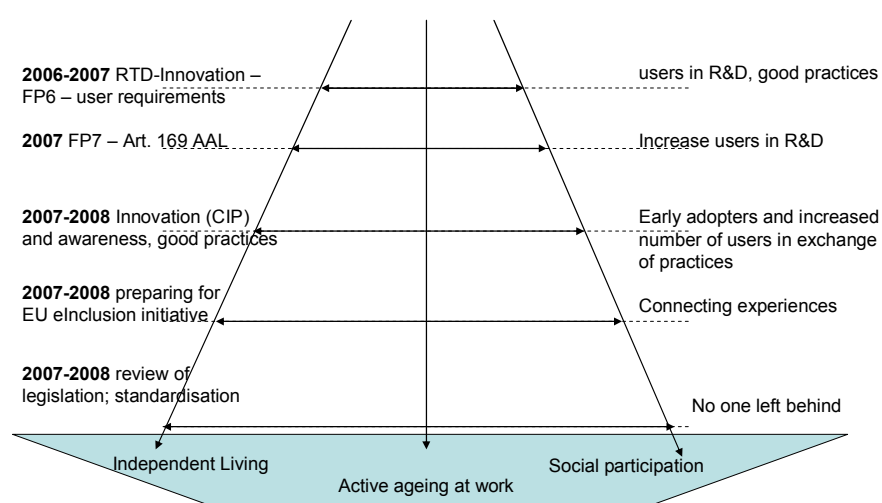 2006-2007 RTD-Innovation –
FP6 – user requirements
users in R&D, good practices
2007 FP7 – Art. 169 AAL
Increase users in R&D
2007-2008 Innovation (CIP)
and awareness, good practices
Early adopters and increased
number of users in exchange
of practices
2007-2008 preparing for
EU eInclusion initiative
Connecting experiences
2007-2008 review of
legislation; standardisation
No one left behind
Independent Living
Active ageing at work
Social participation